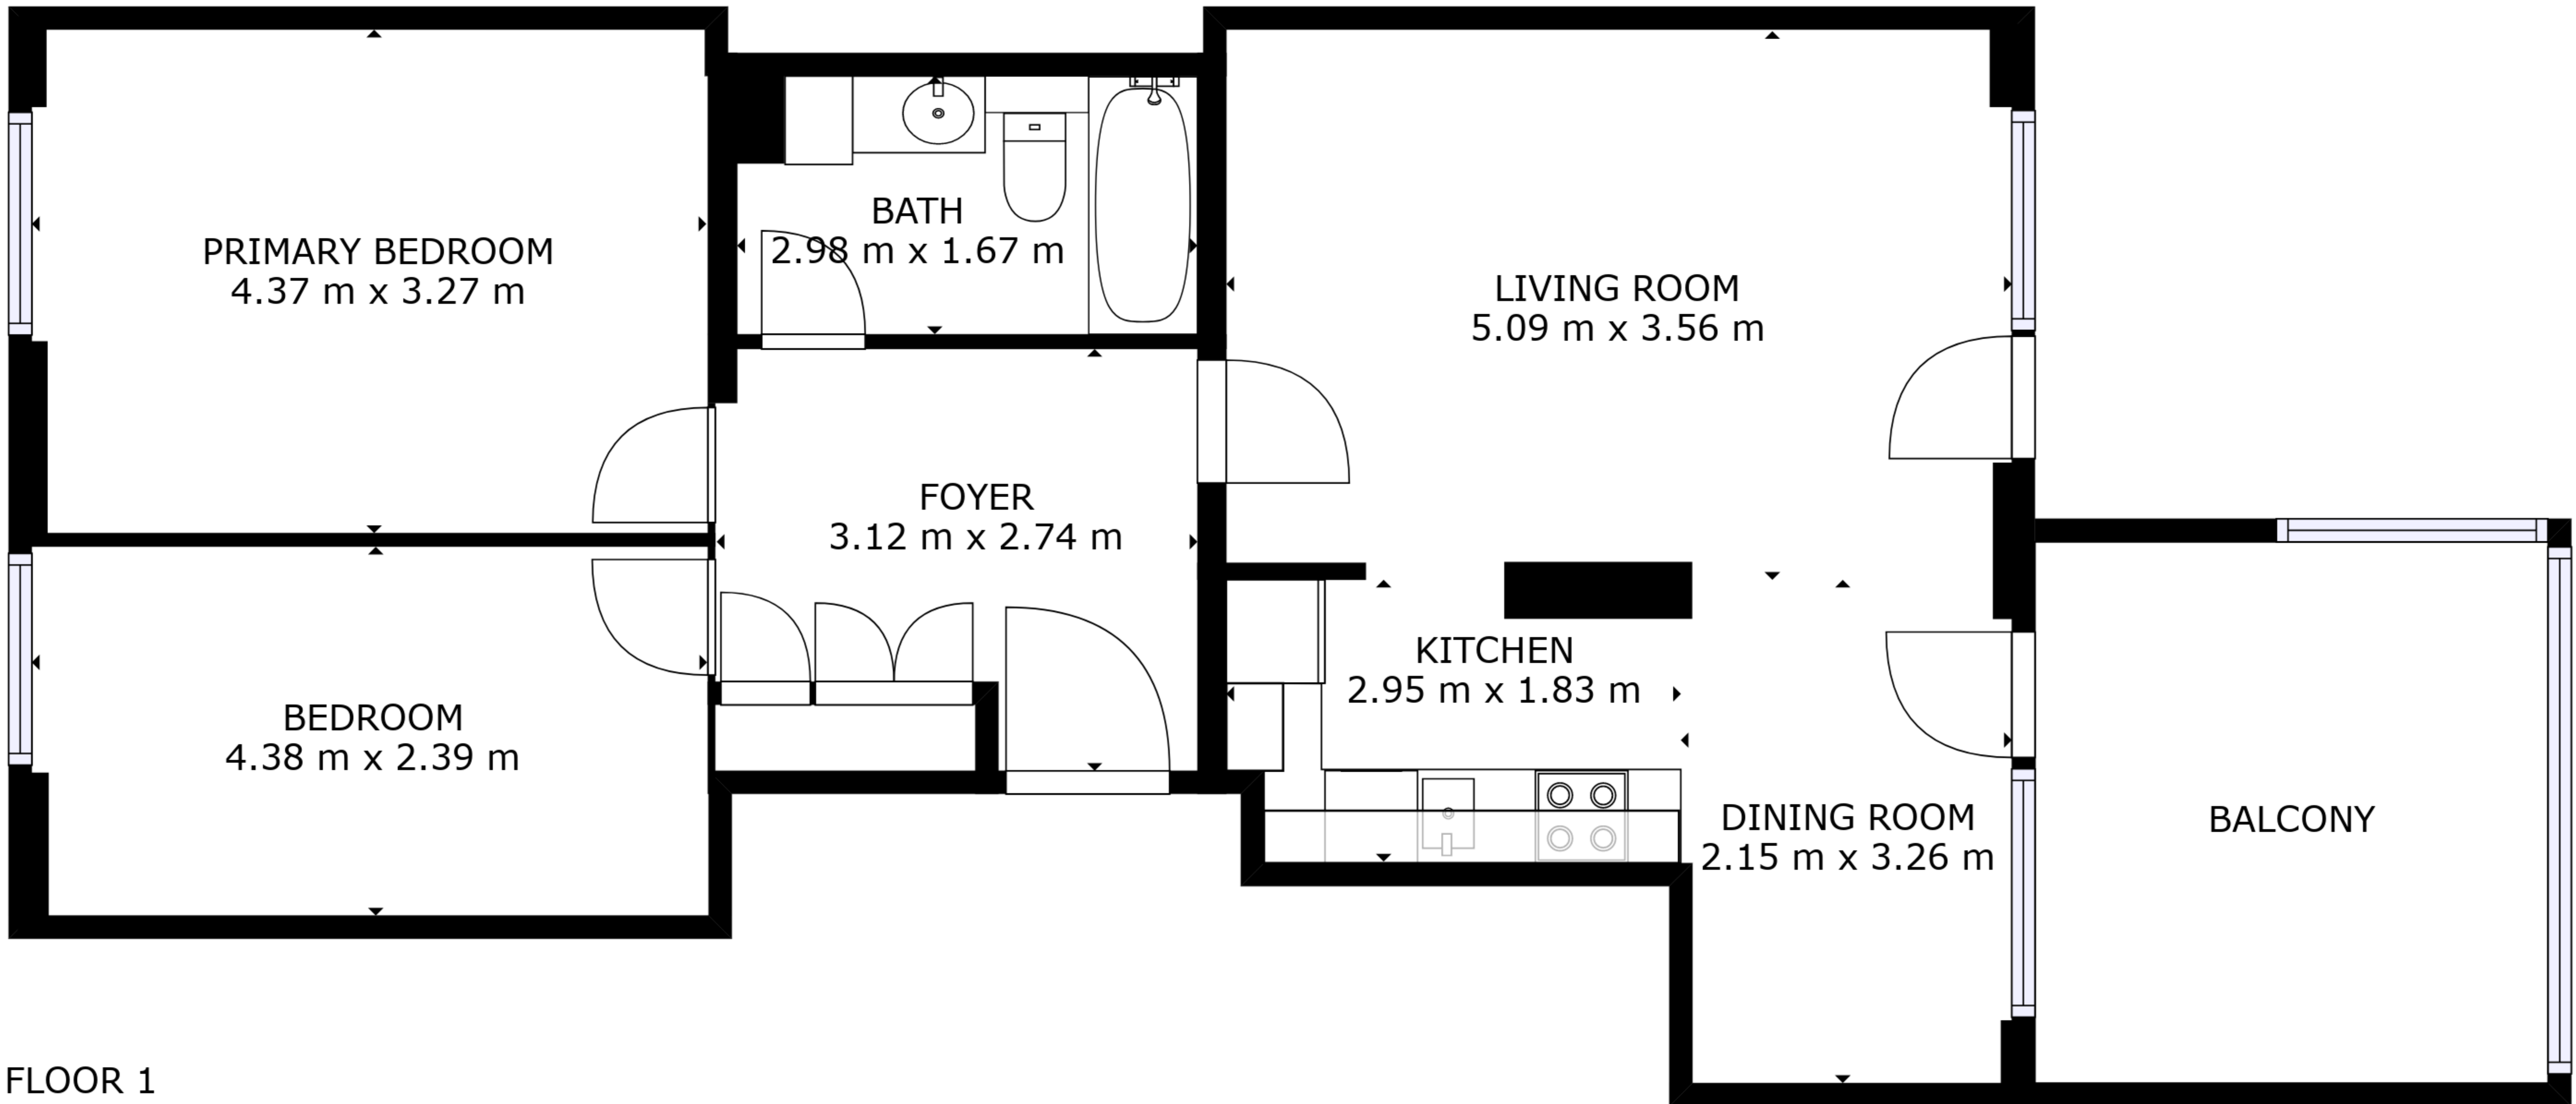 PRIMARY BEDROOM
4.37 m x 3.27 m
BATH
2.98 m x 1.67 m
LIVING ROOM
5.09 m x 3.56 m
FOYER
3.12 m x 2.74 m
KITCHEN
2.95 m x 1.83 m
BEDROOM
4.38 m x 2.39 m
DINING ROOM
2.15 m x 3.26 m
BALCONY
FLOOR 1